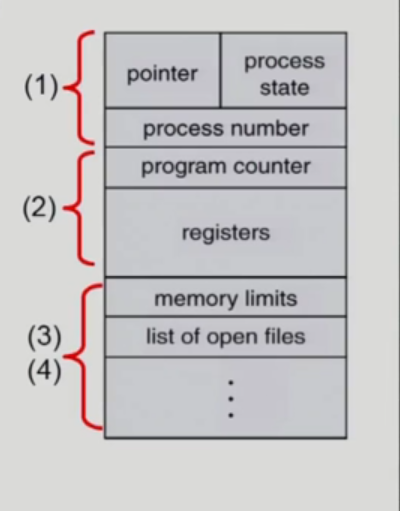 (1)
pointer
process
state
process number
(2)
program counter
registers
(3)
(4)
memory limits
list of open files